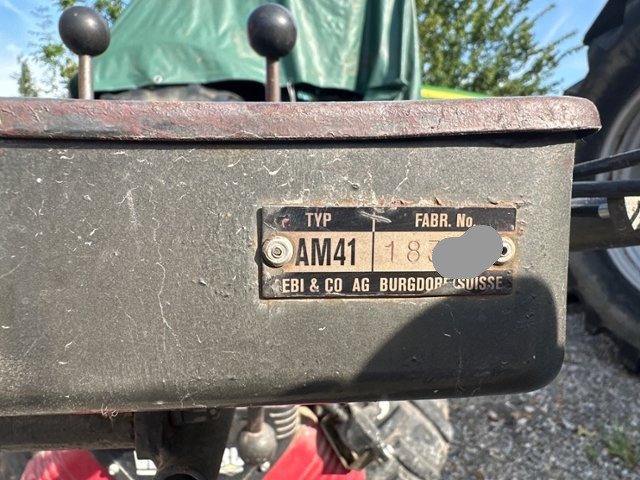 TYP FABR. No.
AM41 18
EBI & CO AG BURGDORF/SUISSE